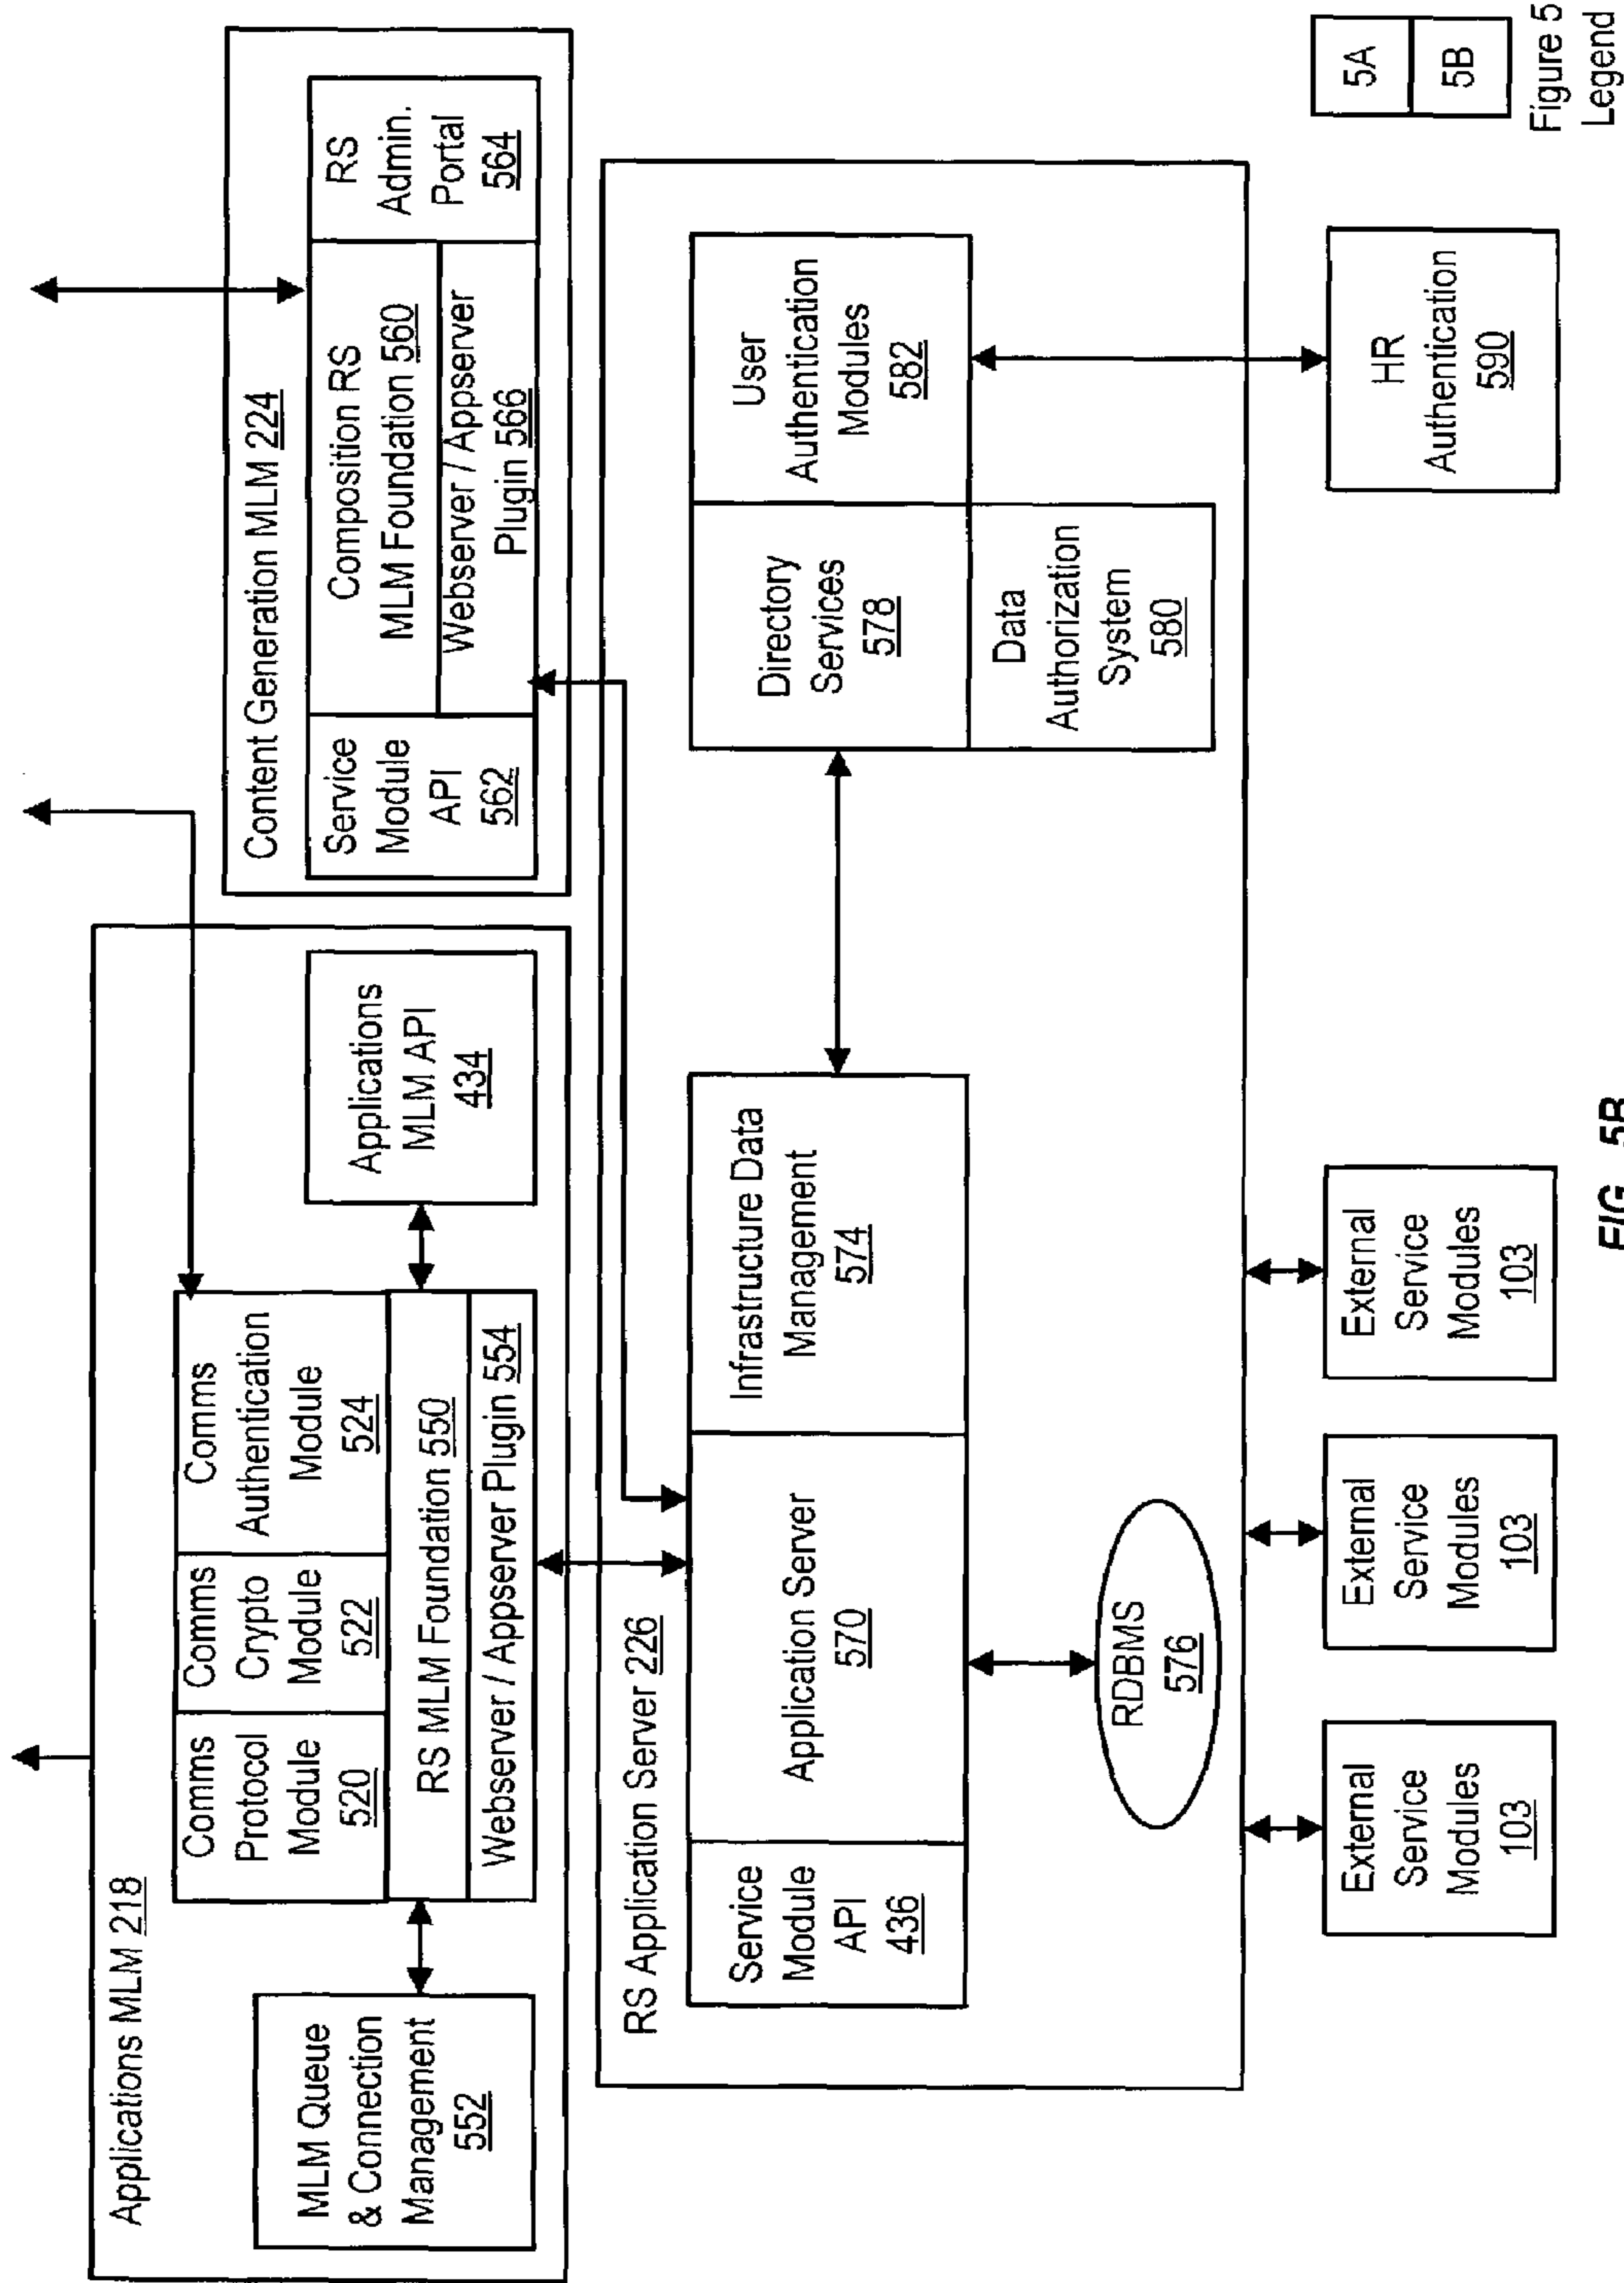 Applications MLM 218
MLM Queue
& Connection
Management
552
Comms
Protocol
Module
520
Comms
Crypto
Module
522
Comms
Authentication
Module
524
RS MLM Foundation 550
Webserver / Appserver Plugin 554
Applications
MLM API
434
Content Generation MLM 224
Service
Module
API
562
Composition RS
MLM Foundation 560
Webserver / Appserver
Plugin 566
RS
Admin.
Portal
564
RS Application Server 226
Service
Module
API
436
Application Server
570
Infrastructure Data
Management
574
RDBMS
576
Directory
Services
578
User
Authentication
Modules
582
Data
Authorization
System
580
External
Service
Modules
103
External
Service
Modules
103
External
Service
Modules
103
HR
Authentication
590
5A
5B
Figure 5
Legend
FIG._5B